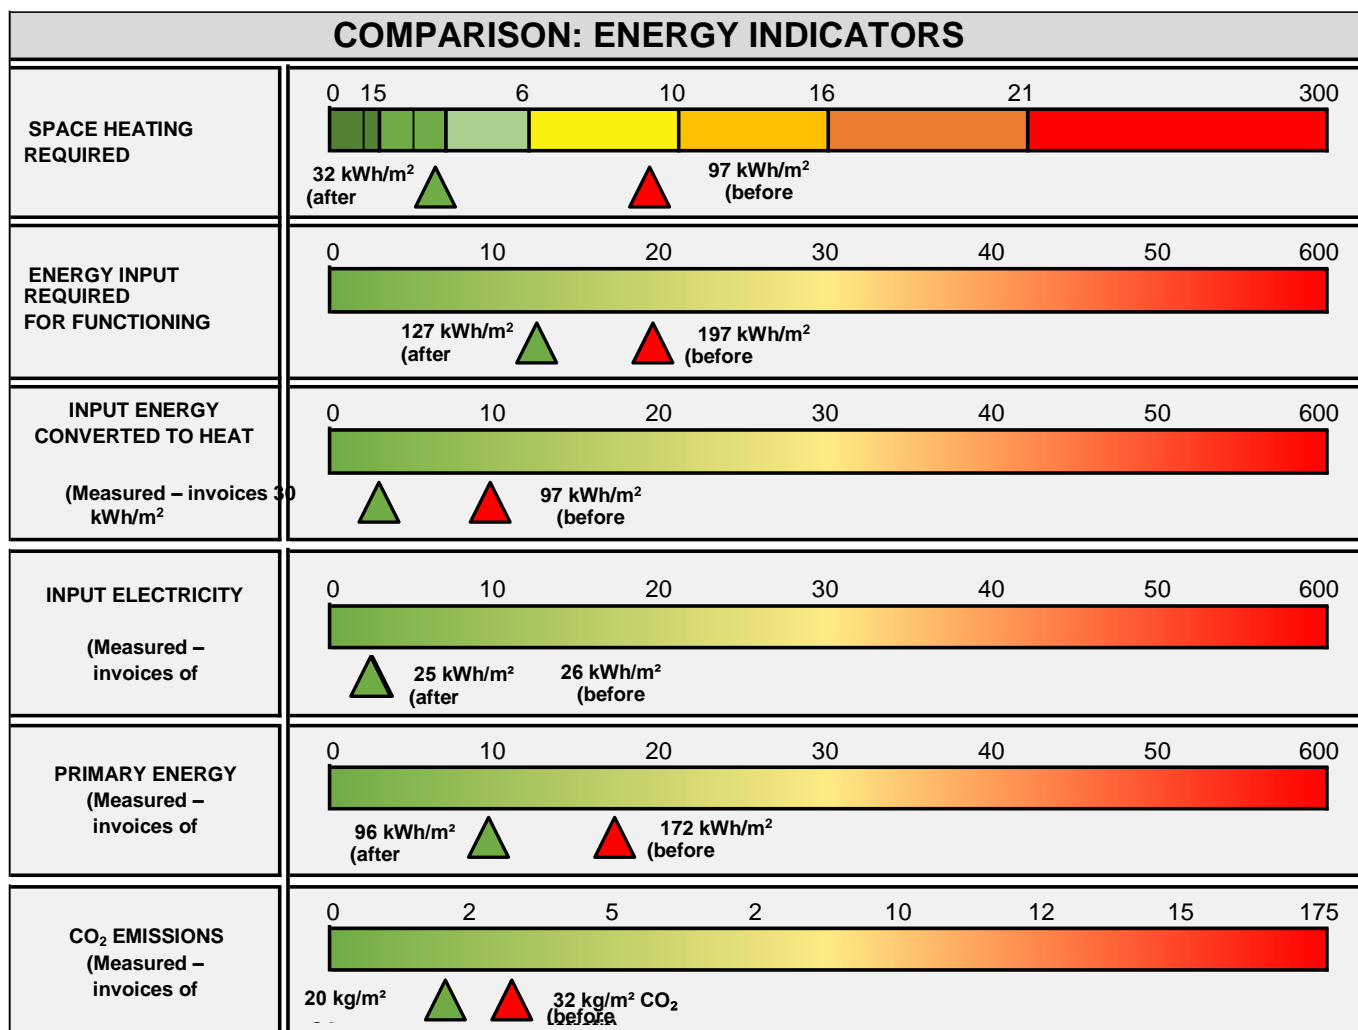 COMPARISON: ENERGY INDICATORS
SPACE HEATING
REQUIRED
0 15 6 10 16 21 300
32 kWh/m²
(after
97 kWh/m²
(before
ENERGY INPUT
REQUIRED
FOR FUNCTIONING
0 10 20 30 40 50 600
127 kWh/m²
(after
197 kWh/m²
(before
INPUT ENERGY
CONVERTED TO HEAT
(Measured – invoices 30
kWh/m²
0 10 20 30 40 50 600
97 kWh/m²
(before
INPUT ELECTRICITY
(Measured –
invoices of
0 10 20 30 40 50 600
25 kWh/m²
(after
26 kWh/m²
(before
PRIMARY ENERGY
(Measured –
invoices of
0 10 20 30 40 50 600
96 kWh/m²
(after
172 kWh/m²
(before
CO₂ EMISSIONS
(Measured –
invoices of
0 2 5 2 10 12 15 175
20 kg/m²
32 kg/m² CO₂
(before